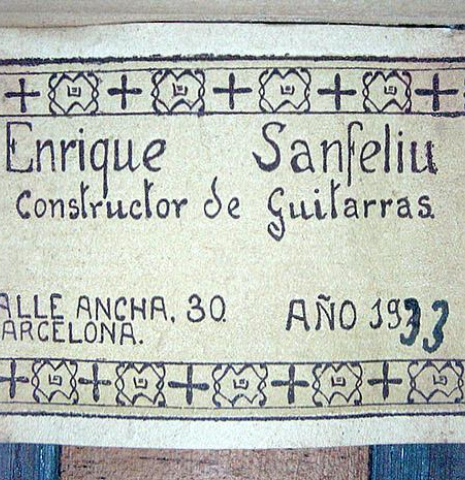 Enrique Sanfeliu
Constructor de Guitarras.
ALLE ANCHA, 30.
ARCELONA.
AÑO 1933